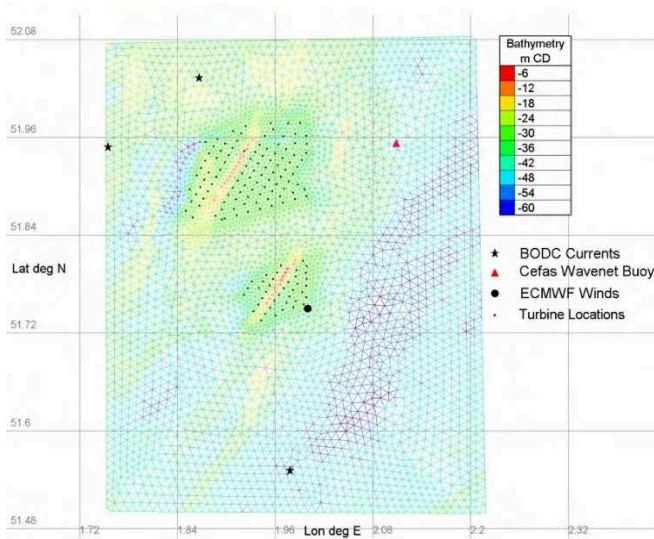 52.08
51.96
51.84
Lat deg N
51.72
51.6
51.48
1.72 1.84 1.96 Lon deg E 2.08 2.2 2.32
Bathymetry
m CD
-6
-12
-18
-24
-30
-36
-42
-48
-54
-60
BODC Currents
Cefas Wavenet Buoy
ECMWF Winds
Turbine Locations